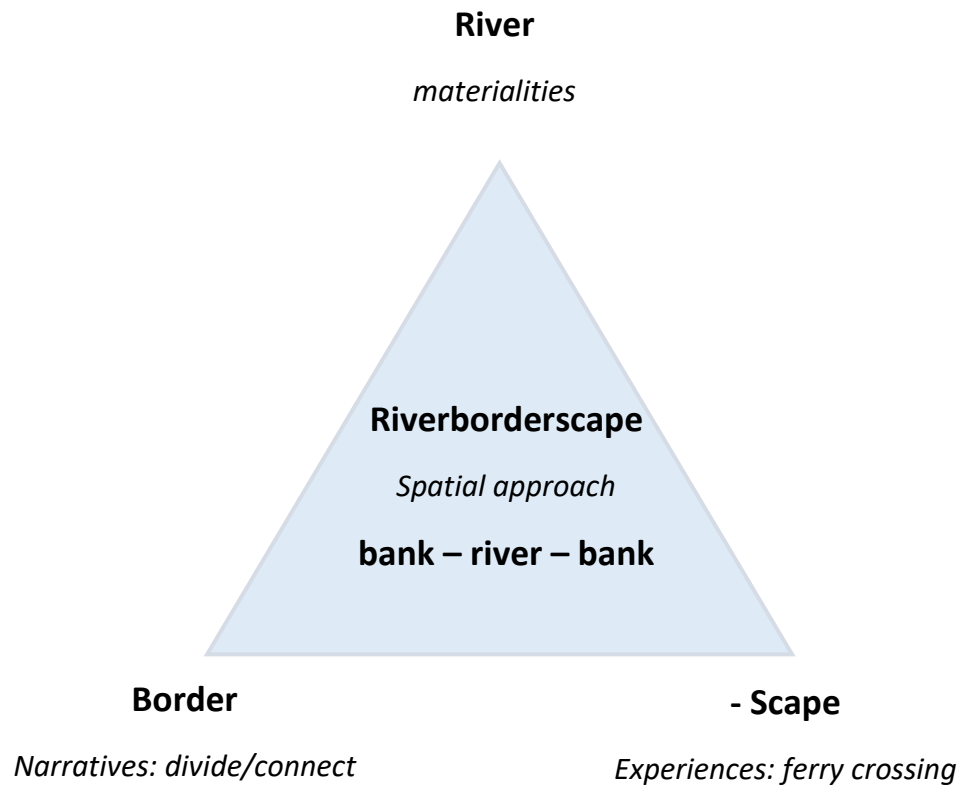 River
materialities
Riverborderscape
Spatial approach
bank – river – bank
Border
- Scape
Narratives: divide/connect
Experiences: ferry crossing